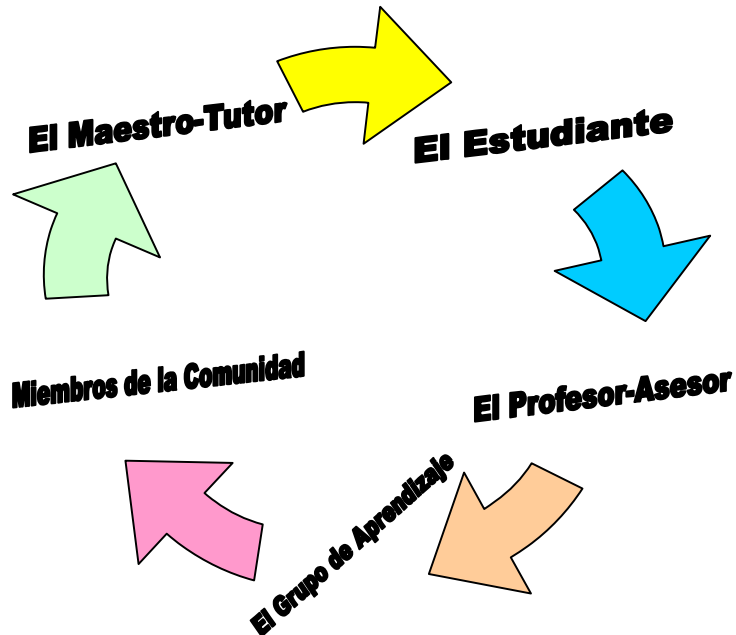 El Maestro-Tutor
El Estudiante
Miembros de la Comunidad
El Profesor-Asesor
El Grupo de Aprendizaje